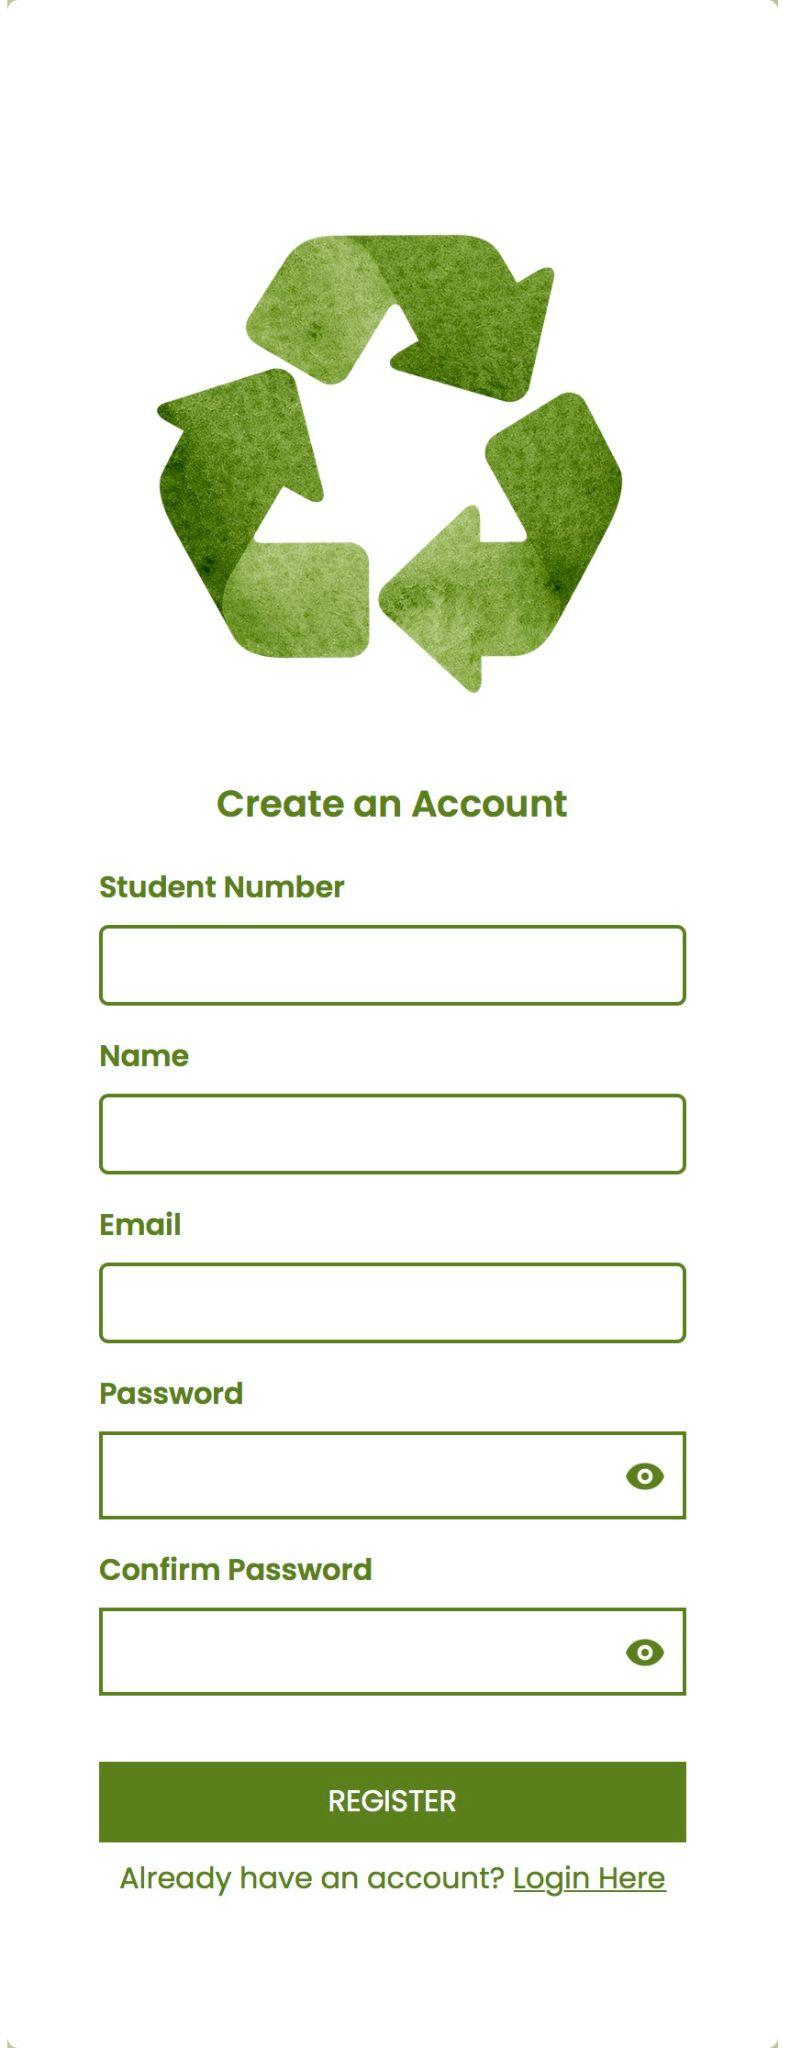 Create an Account
Student Number
Name
Email
Password
Confirm Password
REGISTER
Already have an account? Login Here